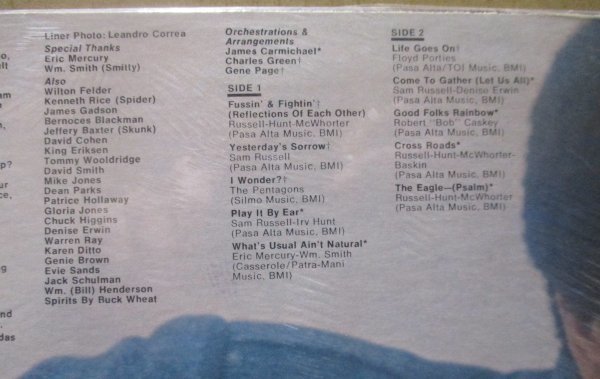 Liner Photo: Leandro Correa
Special Thanks
Eric Mercury
Wm. Smith (Smitty)
Also
Wilton Felder
Kenneth Rice (Spider)
James Gadson
Bernoces Blackman
Jeffery Baxter (Skunk)
David Cohen
King Eriksen
Tommy Wooldridge
David Smith
Mike Jones
Dean Parks
Patrice Hollaway
Gloria Jones
Chuck Higgins
Denise Erwin
Warren Ray
Karen Ditto
Genie Brown
Evie Sands
Jack Schulman
Wm. (Bill) Henderson
Spirits By Buck Wheat
Orchestrations &
Arrangements
James Carmichael*
Charles Green†
Gene Page†
SIDE 1
Fussin' & Fightin'†
(Reflections Of Each Other)
Russell-Hunt-McWhorter
(Pasa Alta Music, BMI)
Yesterday's Sorrow†
Sam Russell
(Pasa Alta Music, BMI)
I Wonder?†
The Pentagons
(Silmo Music, BMI)
Play It By Ear*
Sam Russell-Irv Hunt
(Pasa Alta Music, BMI)
What's Usual Ain't Natural*
Eric Mercury-Wm. Smith
(Casserole/Patra-Mani
Music, BMI)
SIDE 2
Life Goes On†
Floyd Porties
(Pasa Alta/TOI Music, BMI)
Come To Gather (Let Us All)*
Sam Russell-Denise Erwin
(Pasa Alta Music, BMI)
Good Folks Rainbow*
Robert "Bob" Caskey
(Pasa Alta Music, BMI)
Cross Roads*
Russell-Hunt-McWhorter-
Baskin
(Pasa Alta Music, BMI)
The Eagle—(Psalm)*
Russell-Hunt-McWhorter
(Pasa Alta Music, BMI)